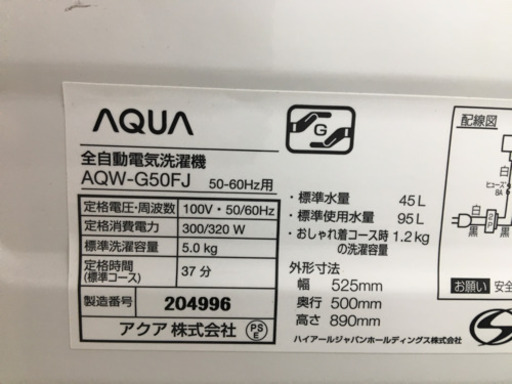 AQUA
全自動電気洗濯機
AQW-G50FJ 50-60Hz用
定格電圧・周波数 100V・50/60Hz
定格消費電力 300/320 W
標準洗濯容量 5.0 kg
定格時間 (標準コース) 37 分
製造番号 204996
アクア 株式会社 PS E
G
・標準水量 45L
・標準使用水量 95L
・おしゃれ着コース時 1.2kg
の洗濯容量
外形寸法
幅 525mm
奥行 500mm
高さ 890mm
ハイアールジャパンホールディングス株式会社
配線図
白
ヒューズ
8A
白
黒
黒
お願い 安全